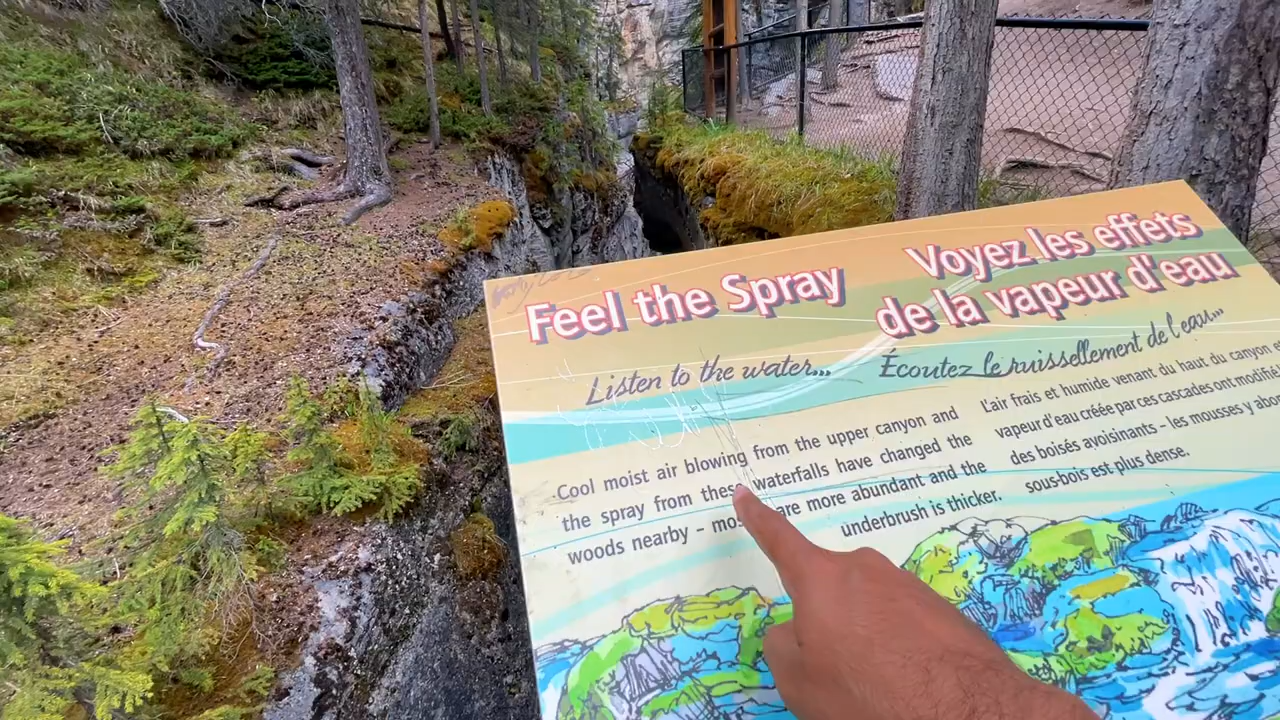 Feel the Spray
Listen to the water...
Cool moist air blowing from the upper canyon and
the spray from these waterfalls have changed the
woods nearby – are more abundant and the
underbrush is thicker.
Voyez les effets
de la vapeur d'eau
Écoutez le ruissellement de l'eau...
L'air frais et humide venant du haut du canyon
vapeur d'eau créée par ces cascades ont modifié
des boisés avoisinants – les mousses y
sous-bois est plus dense.